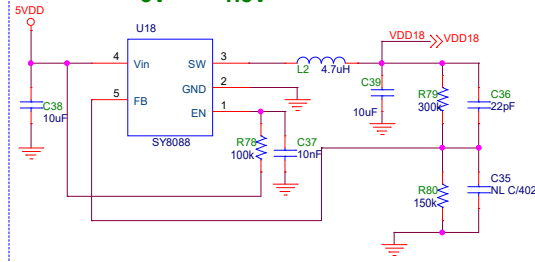 5VDD
U18
VDD18
VDD18
4
Vin
SW
3
L2
4.7uH
GND
2
C39
5
FB
EN
1
C38
10uF
R79
300k
C36
22pF
10uF
SY8088
R78
100k
C37
10nF
R80
150k
C35
NL C/402